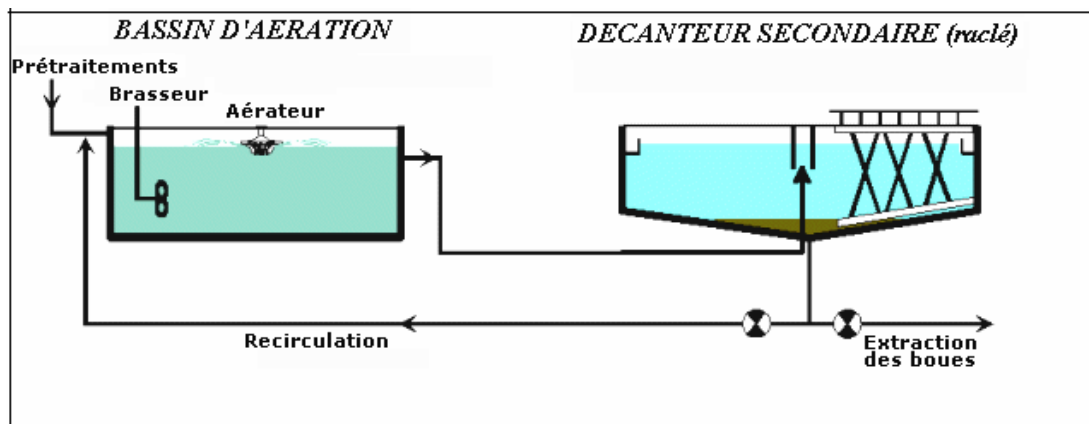 BASSIN D'AERATION
DECANTEUR SECONDAIRE (raclé)
Prétraitements
Brasseur
Aérateur
Recirculation
Extraction
des boues